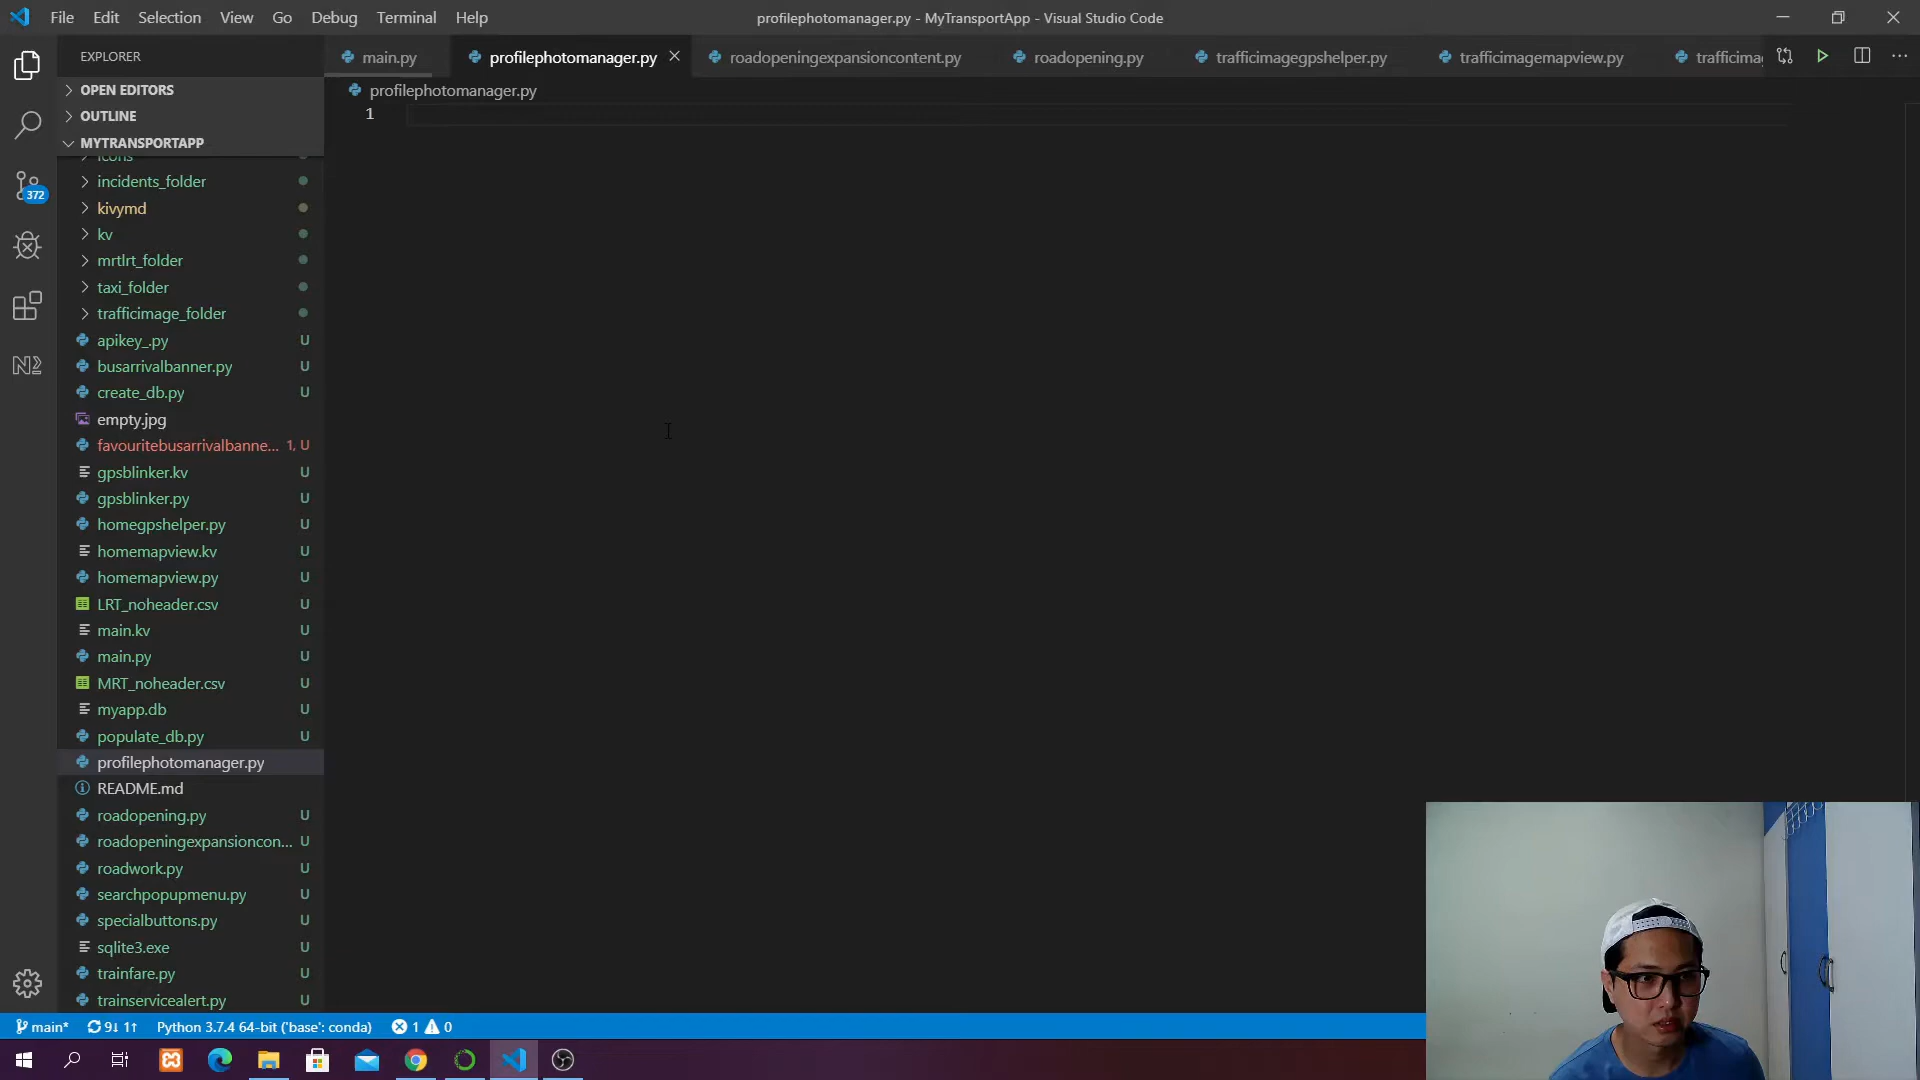 File Edit Selection View Go Debug Terminal Help
profilephotomanager.py - MyTransportApp - Visual Studio Code
EXPLORER
main.py
profilephotomanager.py
roadopeningexpansioncontent.py
roadopening.py
trafficimagegpshelper.py
trafficimagemapview.py
trafficima
OPEN EDITORS
OUTLINE
MYTRANSPORTAPP
profilephotomanager.py
1
icons
incidents_folder
372
kivymd
kv
mrtlrt_folder
taxi_folder
trafficimage_folder
apikey_.py U
busarrivalbanner.py U
create_db.py U
empty.jpg
favouritebusarrivalbanne... 1, U
gpsblinker.kv U
gpsblinker.py U
homegpshelper.py U
homemapview.kv U
homemapview.py U
LRT_noheader.csv U
main.kv U
main.py U
MRT_noheader.csv U
myapp.db U
populate_db.py U
profilephotomanager.py
README.md
roadopening.py U
roadopeningexpansioncon... U
roadwork.py U
searchpopupmenu.py U
specialbuttons.py U
sqlite3.exe U
trainfare.py U
trainservicealert.py U
main* 9↓ 1↑ Python 3.7.4 64-bit ('base': conda) 1 0